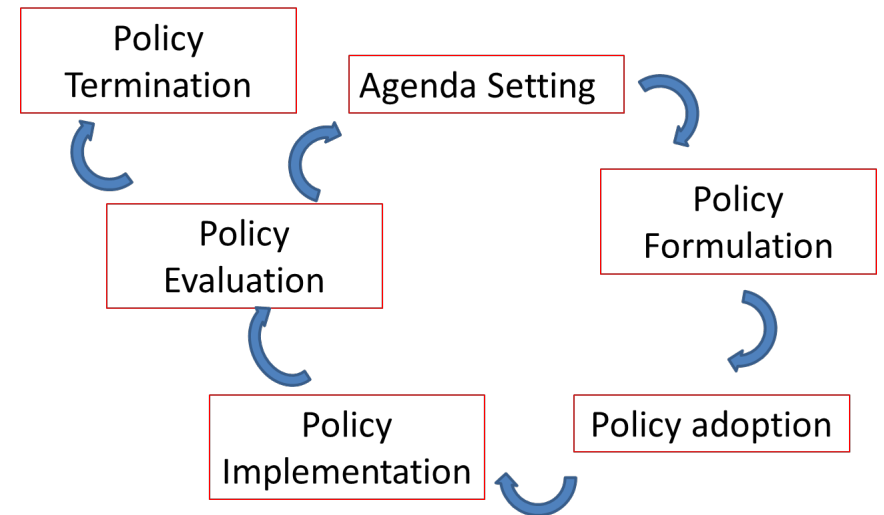 Policy
Termination
Agenda Setting
Policy
Formulation
Policy adoption
Policy
Implementation
Policy
Evaluation